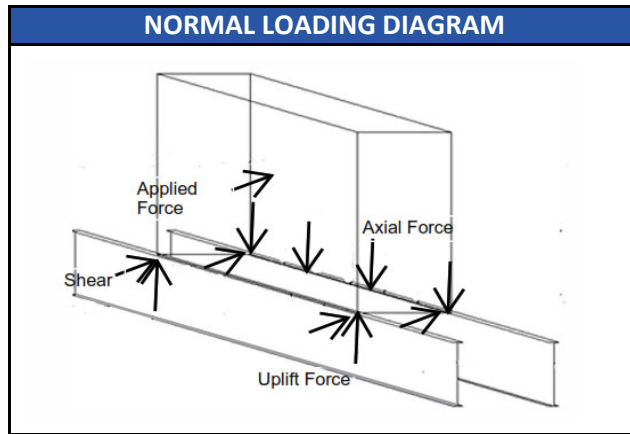 NORMAL LOADING DIAGRAM
Applied
Force
Axial Force
Shear
Uplift Force